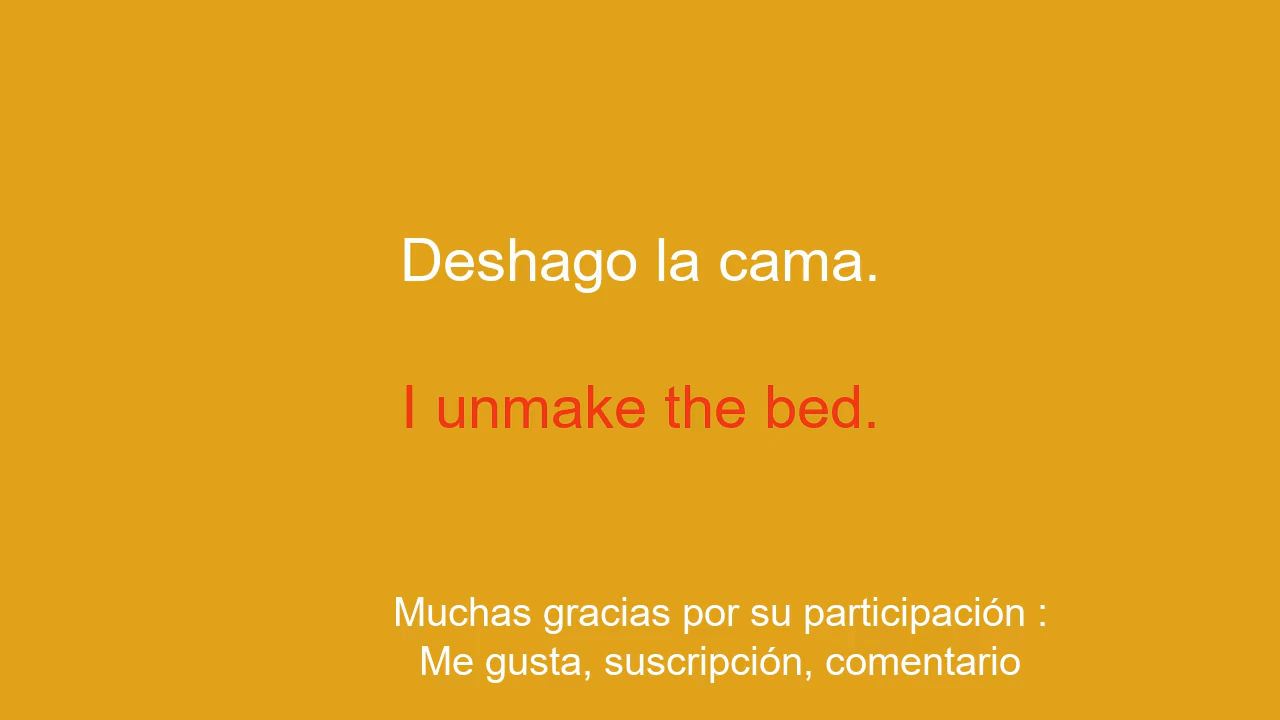 Deshago la cama.
I unmake the bed.
Muchas gracias por su participación :
Me gusta, suscripción, comentario